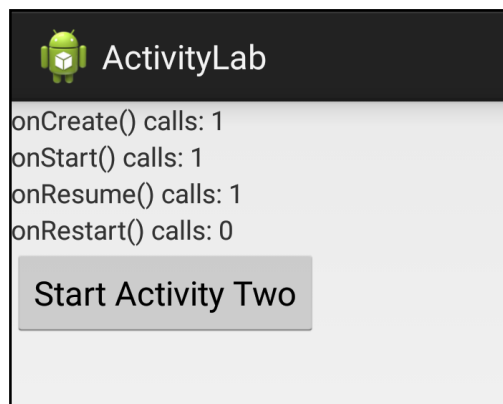 ActivityLab
onCreate() calls: 1
onStart() calls: 1
onResume() calls: 1
onRestart() calls: 0
Start Activity Two